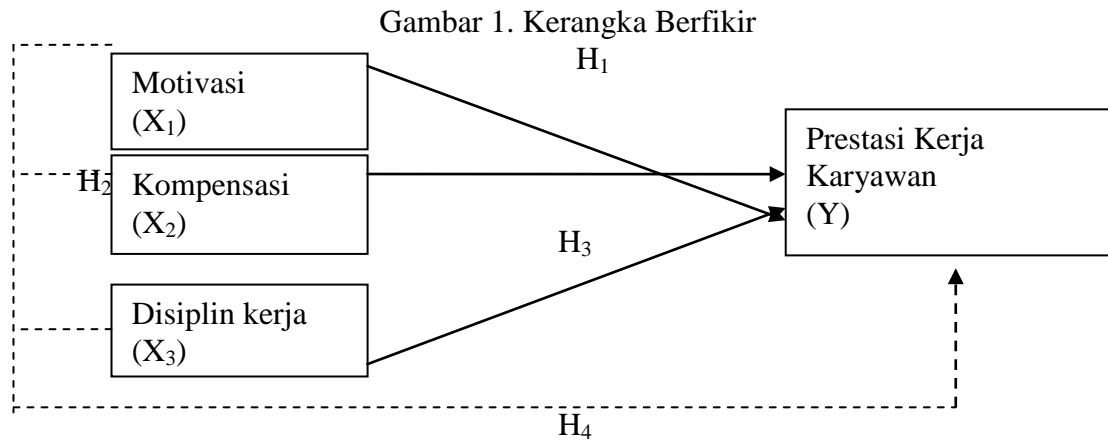 Gambar 1. Kerangka Berfikir
H₁
Motivasi
(X₁)
H₂
Kompensasi
(X₂)
Prestasi Kerja
Karyawan
(Y)
H₃
Disiplin kerja
(X₃)
H₄